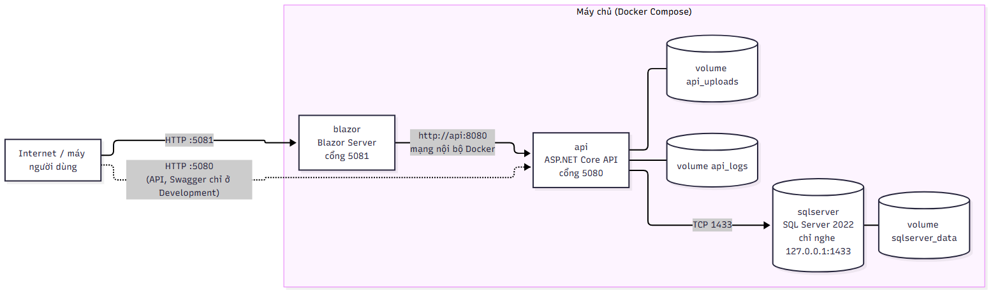 Máy chủ (Docker Compose)
Internet / máy
người dùng
HTTP :5081
HTTP :5080
(API, Swagger chỉ ở
Development)
blazor
Blazor Server
cổng 5081
http://api:8080
mạng nội bộ Docker
api
ASP.NET Core API
cổng 5080
volume
api_uploads
volume api_logs
TCP 1433
sqlserver
SQL Server 2022
chỉ nghe
127.0.0.1:1433
volume
sqlserver_data